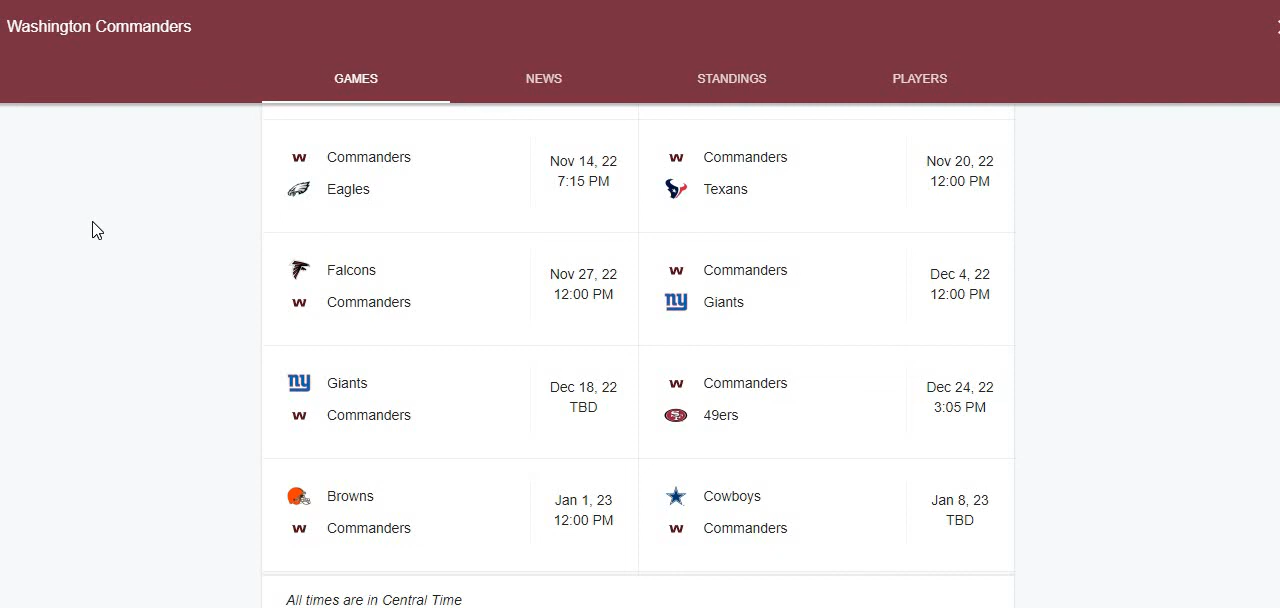 Washington Commanders
GAMES NEWS STANDINGS PLAYERS
Commanders
Eagles
Nov 14, 22
7:15 PM
Commanders
Texans
Nov 20, 22
12:00 PM
Falcons
Commanders
Nov 27, 22
12:00 PM
Commanders
Giants
Dec 4, 22
12:00 PM
Giants
Commanders
Dec 18, 22
TBD
Commanders
49ers
Dec 24, 22
3:05 PM
Browns
Commanders
Jan 1, 23
12:00 PM
Cowboys
Commanders
Jan 8, 23
TBD
All times are in Central Time